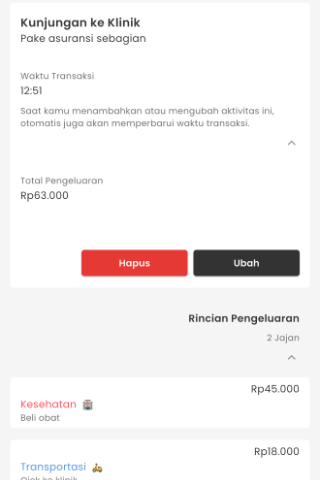 Kunjungan ke Klinik
Pake asuransi sebagian
Waktu Transaksi
12:51
Saat kamu menambahkan atau mengubah aktivitas ini,
otomatis juga akan memperbarui waktu transaksi.
Total Pengeluaran
Rp63.000
Hapus
Ubah
Rincian Pengeluaran
2 Jajan
Rp45.000
Kesehatan
Beli obat
Rp18.000
Transportasi
Ojek ke klinik